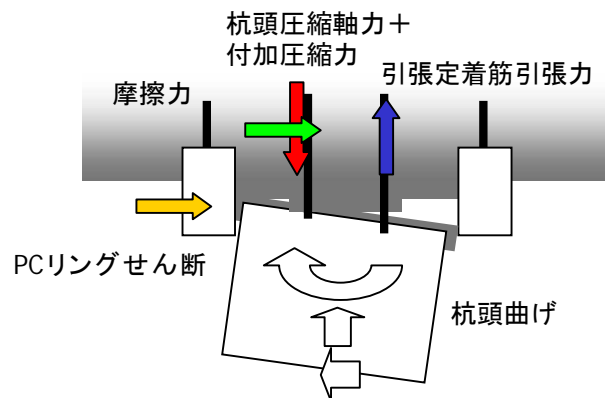 杭頭圧縮軸力＋
付加圧縮力
引張定着筋引張力
摩擦力
PCリングせん断
杭頭曲げ